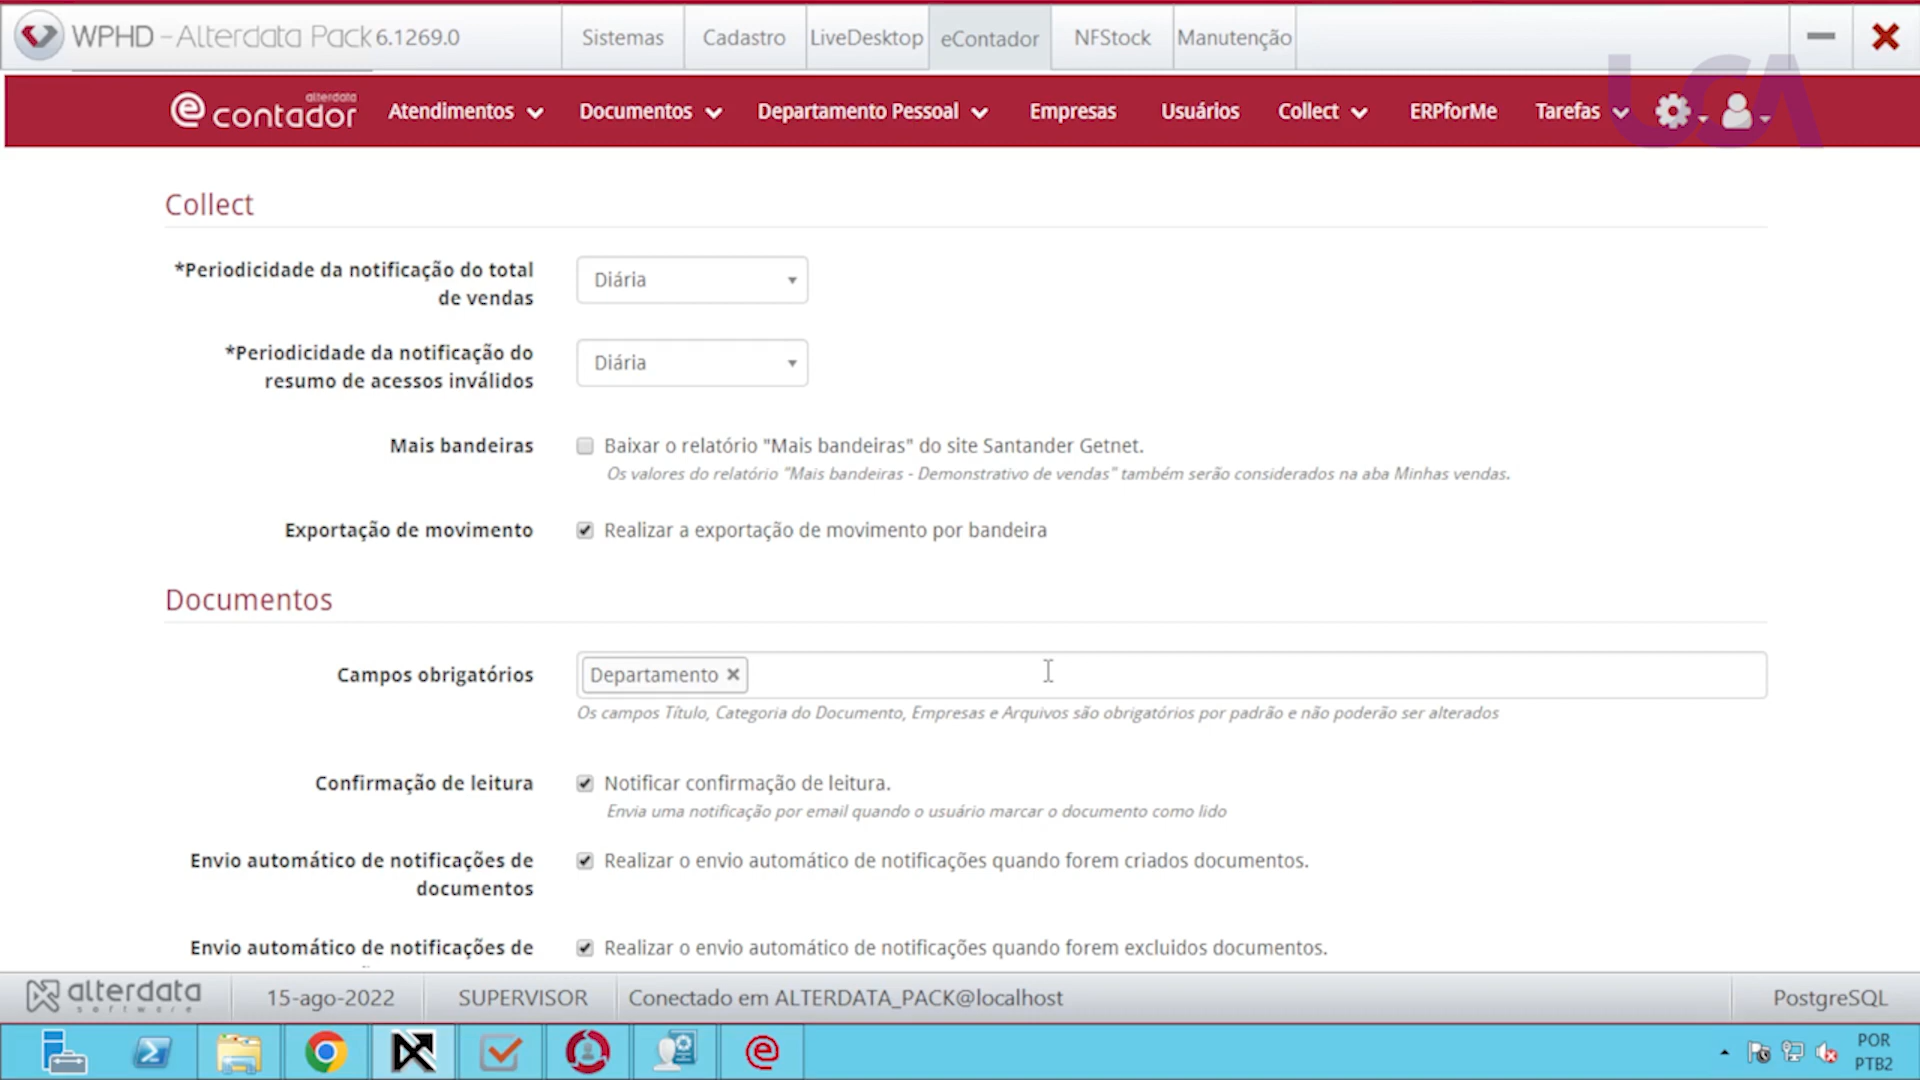 WPHD - Alterdata Pack 6.1269.0
Sistemas
Cadastro
LiveDesktop
eContador
NFStock
Manutenção
e contador alterdata
Atendimentos
Documentos
Departamento Pessoal
Empresas
Usuários
Collect
ERPforMe
Tarefas
UCA
Collect
*Periodicidade da notificação do total
de vendas
Diária
*Periodicidade da notificação do
resumo de acessos inválidos
Diária
Mais bandeiras
Baixar o relatório "Mais bandeiras" do site Santander Getnet.
Os valores do relatório "Mais bandeiras - Demonstrativo de vendas" também serão considerados na aba Minhas vendas.
Exportação de movimento
Realizar a exportação de movimento por bandeira
Documentos
Campos obrigatórios
Departamento ×
Os campos Título, Categoria do Documento, Empresas e Arquivos são obrigatórios por padrão e não poderão ser alterados
Confirmação de leitura
Notificar confirmação de leitura.
Envia uma notificação por email quando o usuário marcar o documento como lido
Envio automático de notificações de
documentos
Realizar o envio automático de notificações quando forem criados documentos.
Envio automático de notificações de
Realizar o envio automático de notificações quando forem excluidos documentos.
alterdata
software
15-ago-2022
SUPERVISOR
Conectado em ALTERDATA_PACK@localhost
PostgreSQL
POR
PTB2